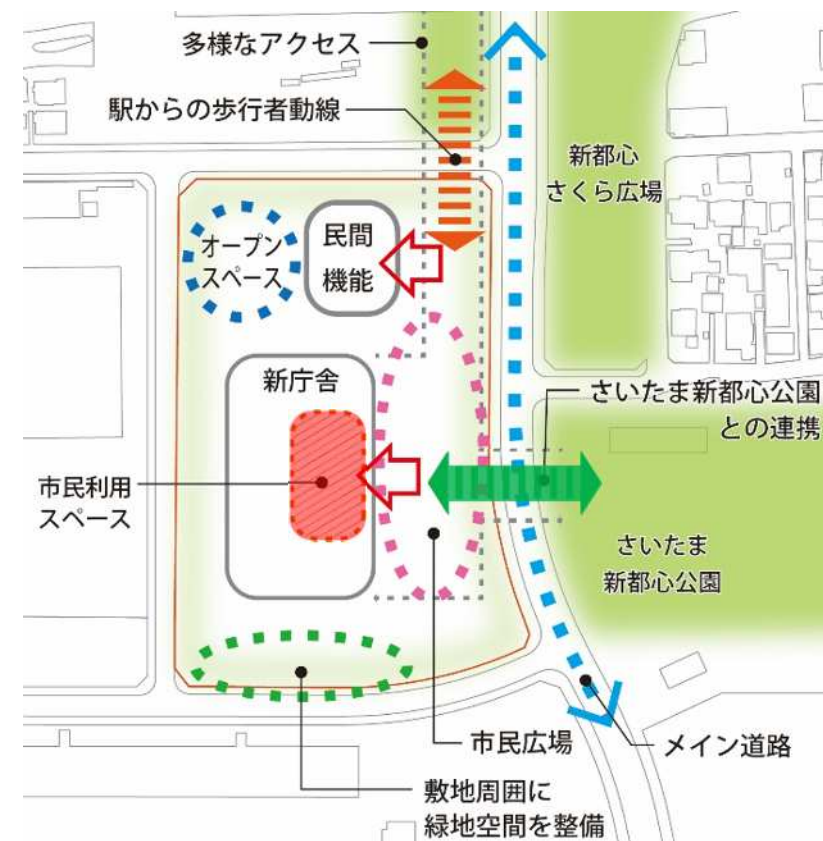 多様なアクセス
駅からの歩行者動線
新都心
さくら広場
オープン
スペース
民間
機能
新庁舎
さいたま新都心公園
との連携
市民利用
スペース
さいたま
新都心公園
市民広場
メイン道路
敷地周囲に
緑地空間を整備